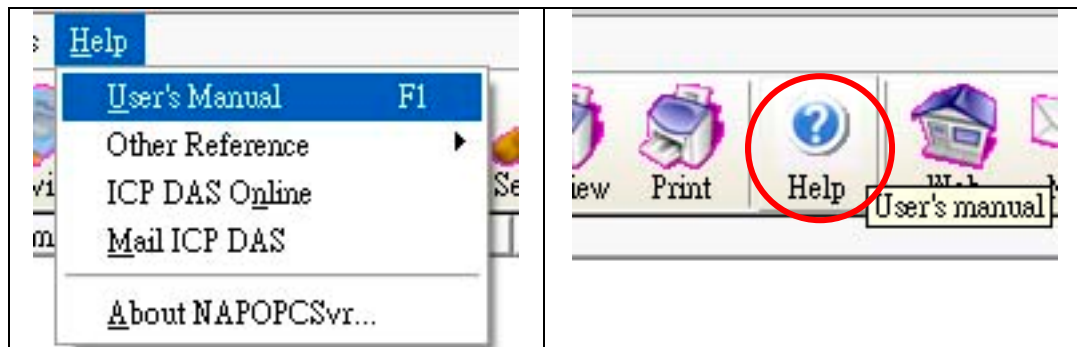 Help
User's Manual F1
Other Reference
ICP DAS Online
Mail ICP DAS
About NAPOPCSvr...
Print Help
User's manual